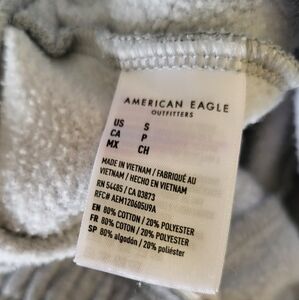 AMERICAN EAGLE
OUTFITTERS
US S
CA P
MX CH
MADE IN
VIETNAM / FABRIQUÉ AU
VIETNAM / HECHO EN VIETNAM
RN 54485 / CA 03873
RFC# AEM120605U9A
EN 80% COTTON / 20% POLYESTER
FR 80% COTON / 20% POLYESTER
SP 80% algodón / 20% poliéster